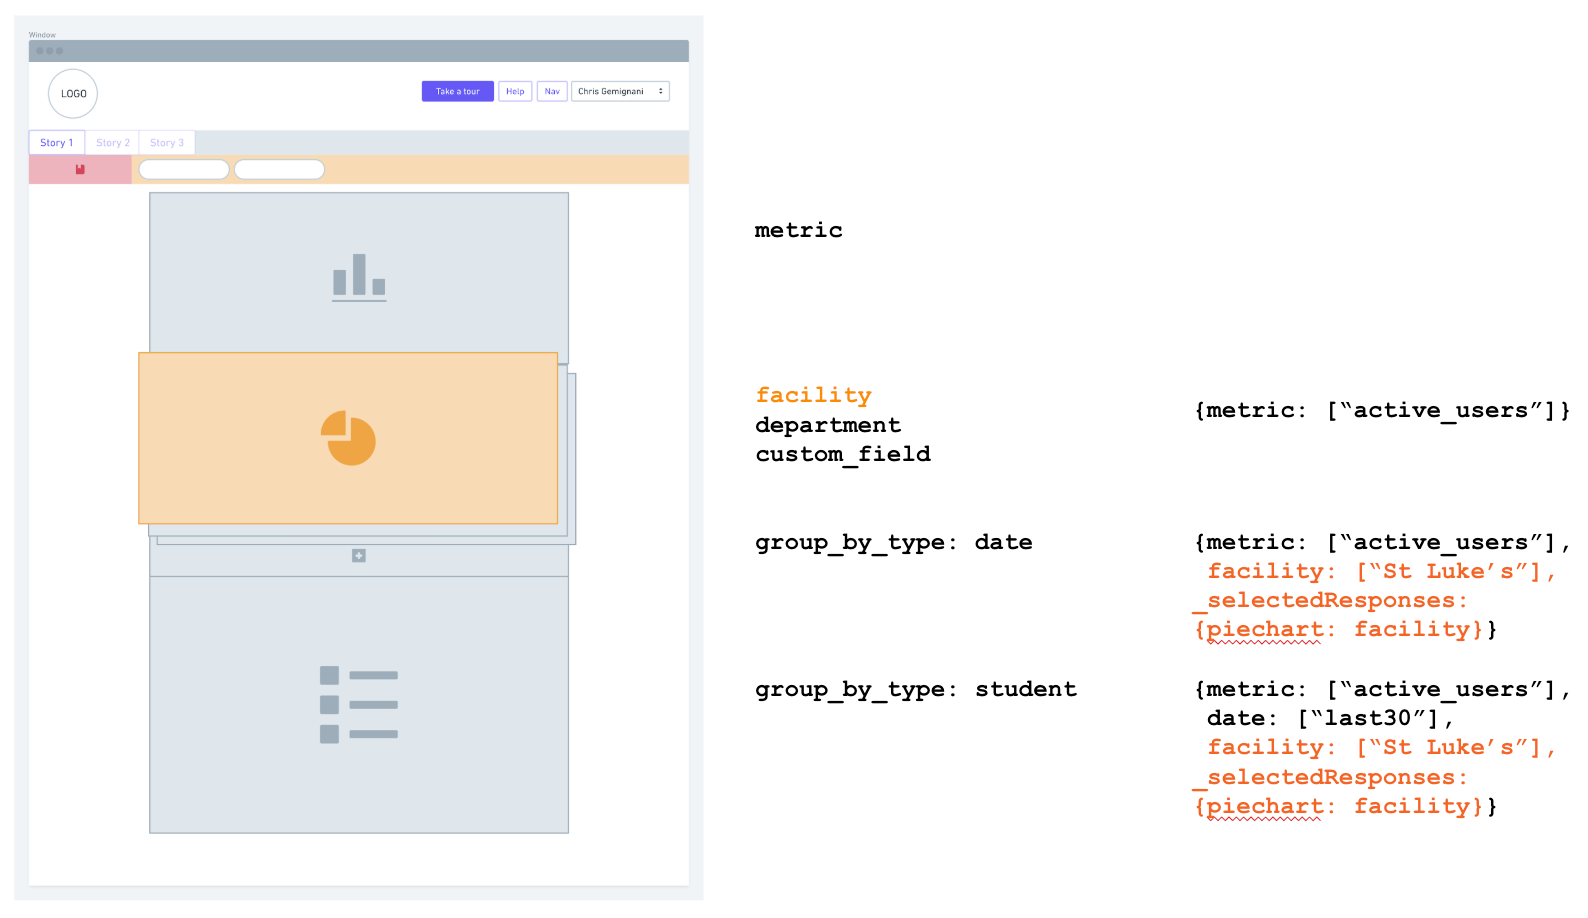 Window
LOGO
Take a tour
Help
Nav
Chris Gemignani
Story 1
Story 2
Story 3
metric
facility
department
custom_field
{metric: [“active_users”]}
group_by_type: date
{metric: [“active_users”],
facility: [“St Luke’s”],
_selectedResponses:
{piechart: facility}}
group_by_type: student
{metric: [“active_users”],
date: [“last30”],
facility: [“St Luke’s”],
_selectedResponses:
{piechart: facility}}